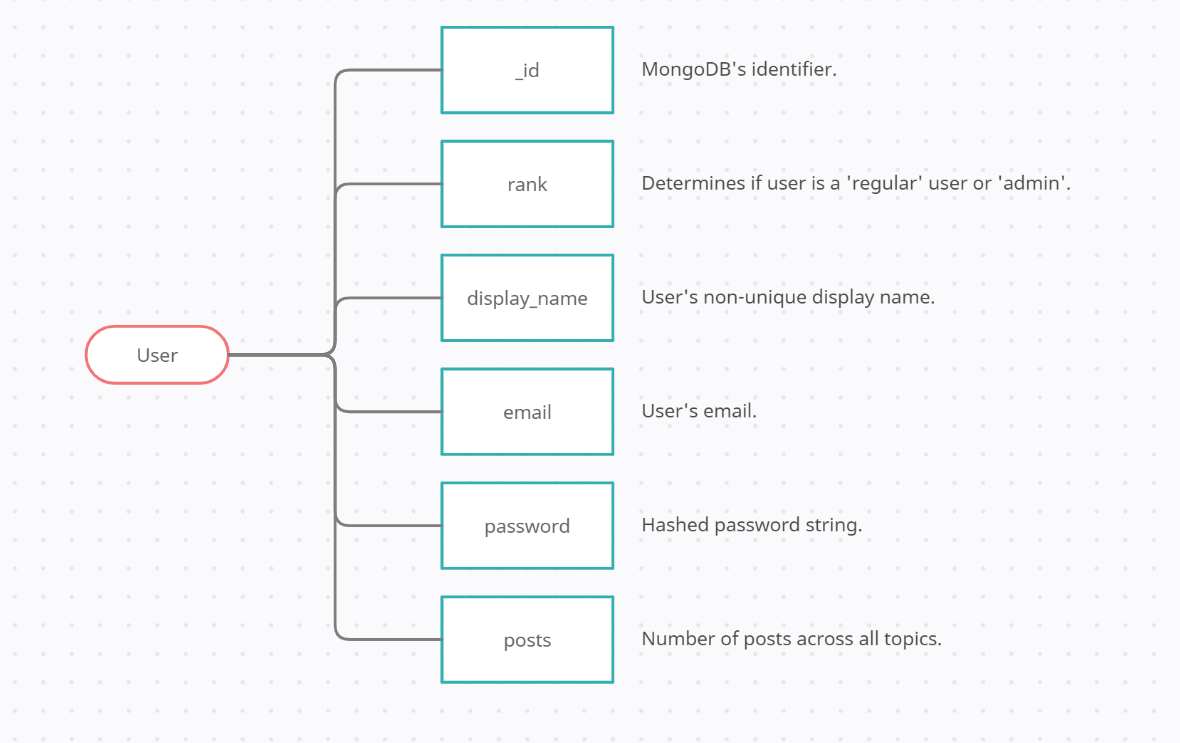 _id
MongoDB's identifier.
rank
Determines if user is a 'regular' user or 'admin'.
display_name
User's non-unique display name.
User
email
User's email.
password
Hashed password string.
posts
Number of posts across all topics.